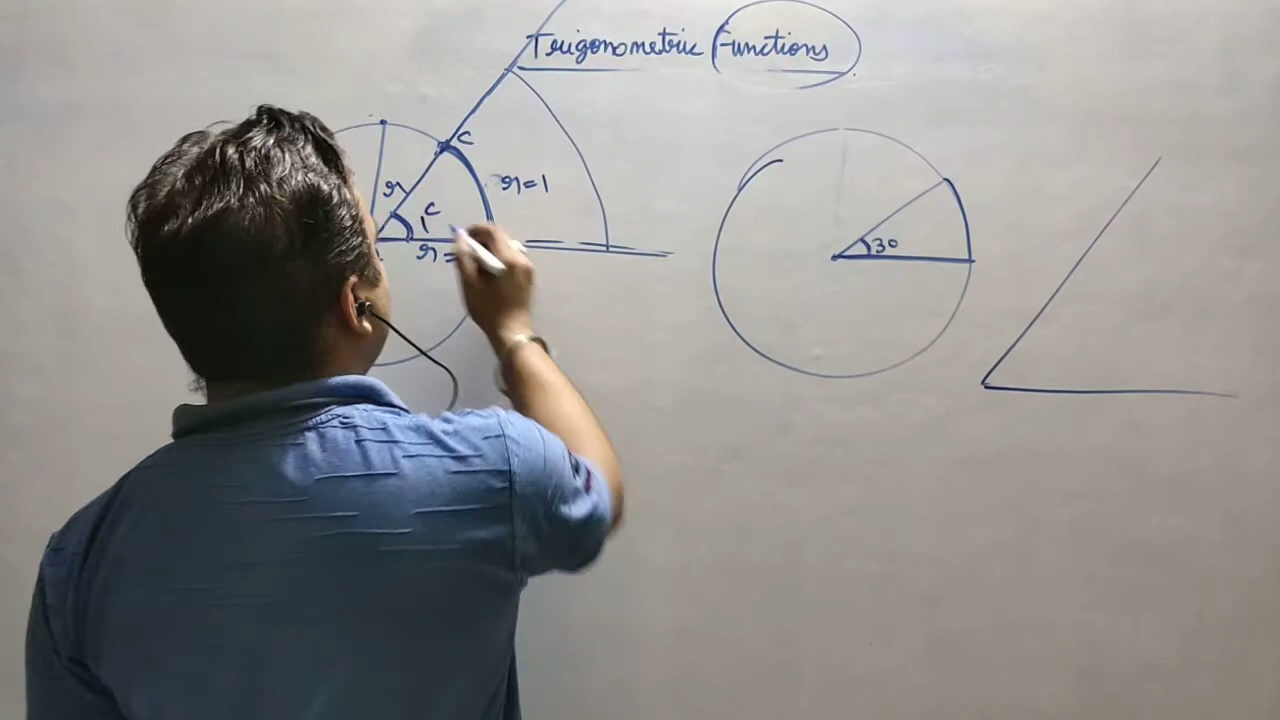 Trigonometric Functions
C
r
r=1
1ᶜ
r=
30